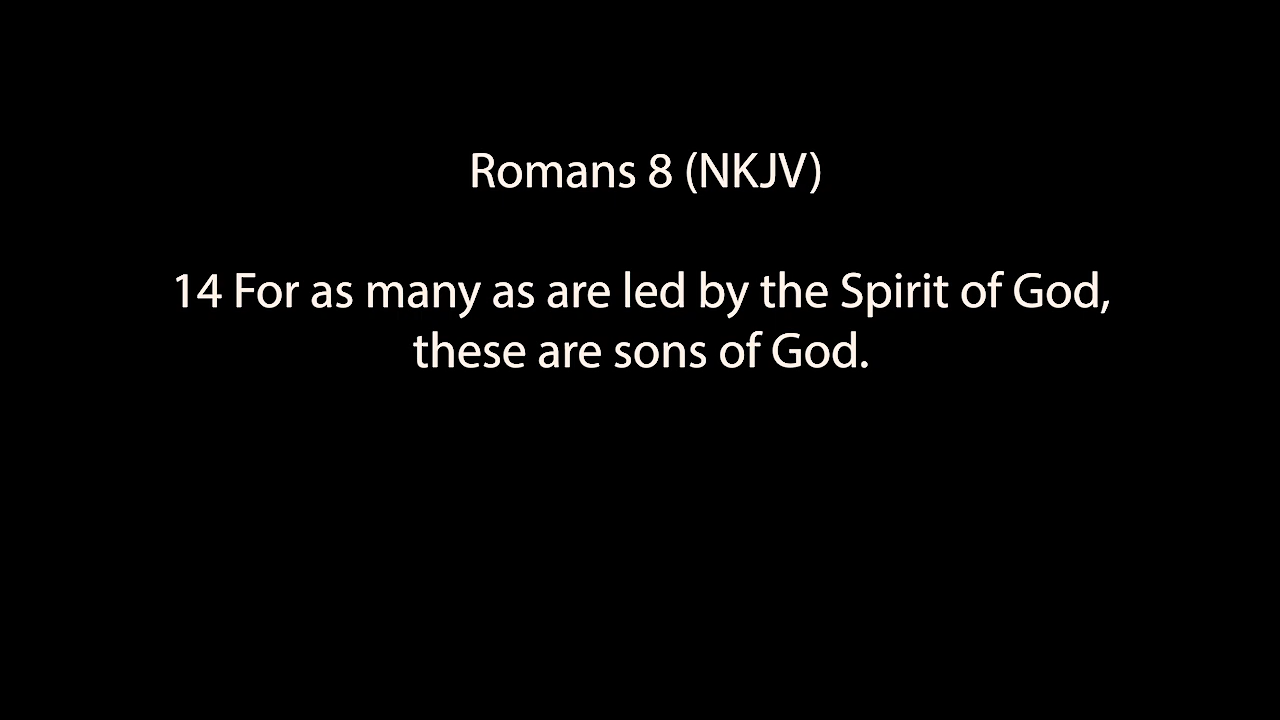 Romans 8 (NKJV)
14 For as many as are led by the Spirit of God,
these are sons of God.